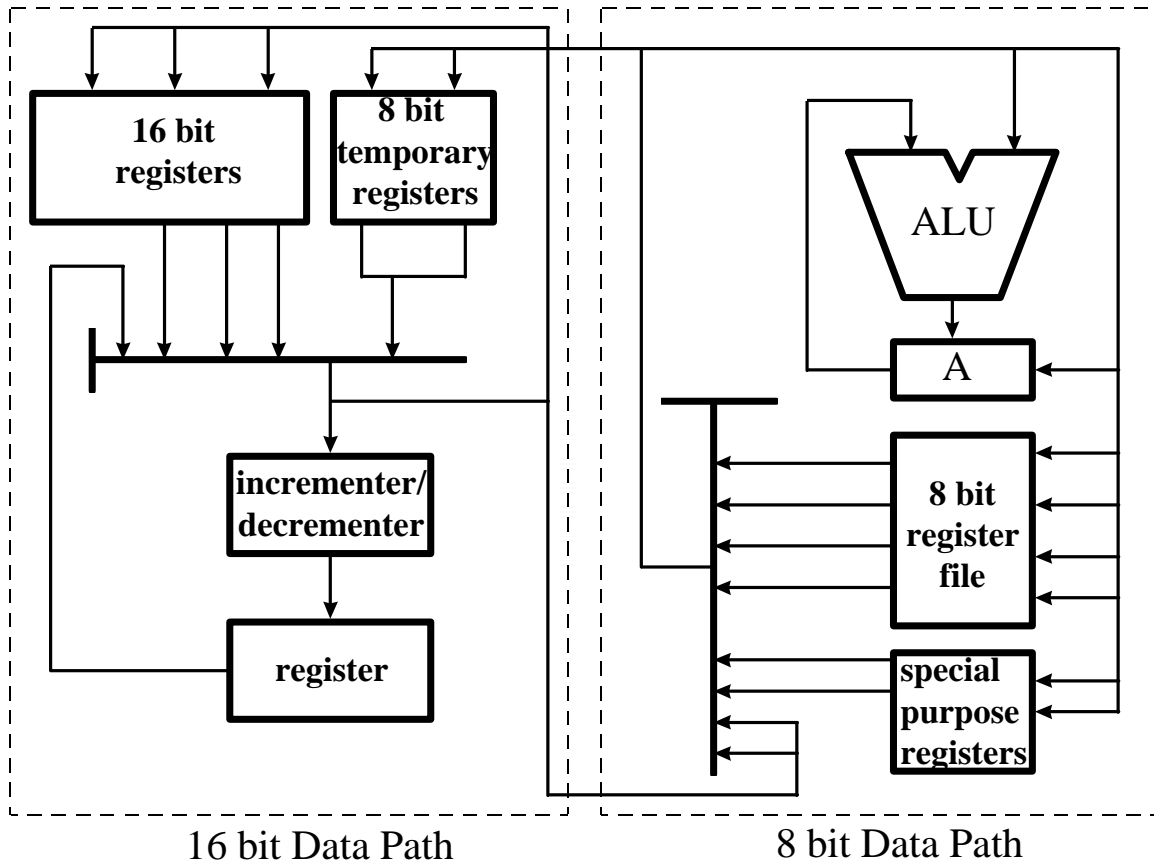 16 bit
registers
8 bit
temporary
registers
incrementer/
decrementer
register
16 bit Data Path
ALU
A
8 bit
register
file
special
purpose
registers
8 bit Data Path